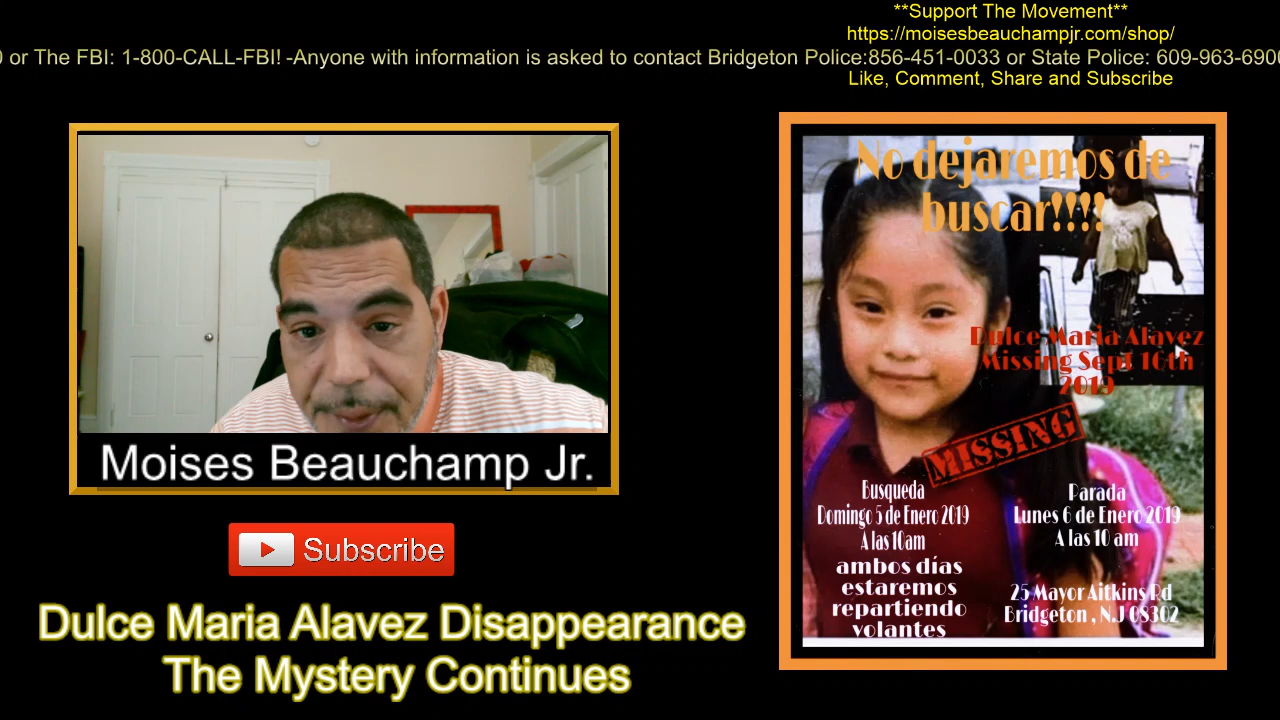 **Support The Movement**
https://moisesbeauchampjr.com/shop/
0 or The FBI: 1-800-CALL-FBI! -Anyone with information is asked to contact Bridgeton Police:856-451-0033 or State Police: 609-963-6900
Like, Comment, Share and Subscribe
Moises Beauchamp Jr.
Subscribe
Dulce Maria Alavez Disappearance
The Mystery Continues
No dejaremos de
buscar!!!!
Dulce Maria Alavez
Missing Sept 16th
2019
MISSING
Busqueda
Domingo 5 de Enero 2019
A las 10am
ambos días
estaremos
repartiendo
volantes
Parada
Lunes 6 de Enero 2019
A las 10 am
25 Mayor Aitkins Rd
Bridgeton , N.J 08302